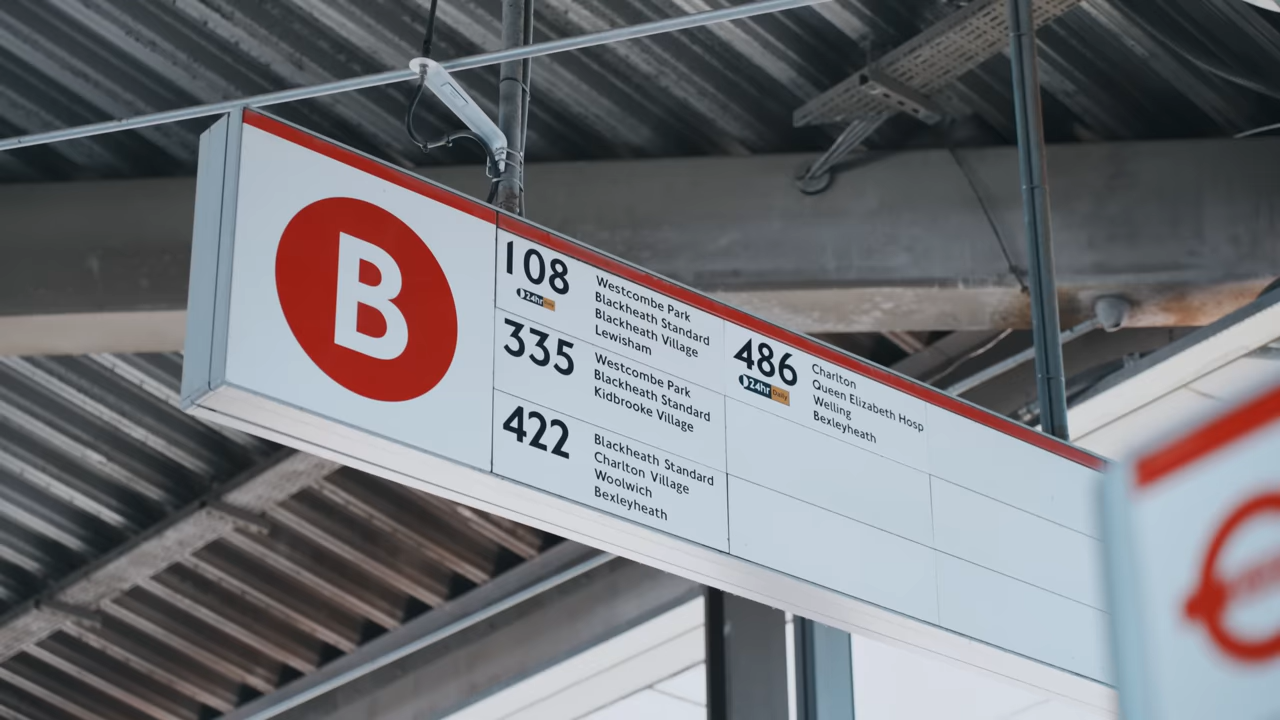 B
108
24hr
Westcombe Park
Blackheath Standard
Blackheath Village
Lewisham
335
Westcombe Park
Blackheath Standard
Kidbrooke Village
422
Blackheath Standard
Charlton Village
Woolwich
Bexleyheath
486
24hr Daily
Charlton
Queen Elizabeth Hosp
Welling
Bexleyheath